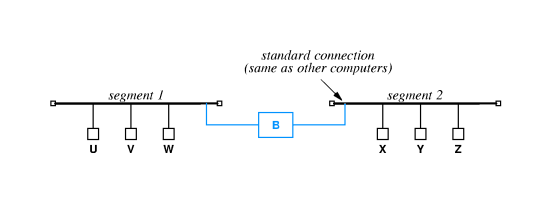 standard connection
(same as other computers)
segment 1
segment 2
B
U V W
X Y Z